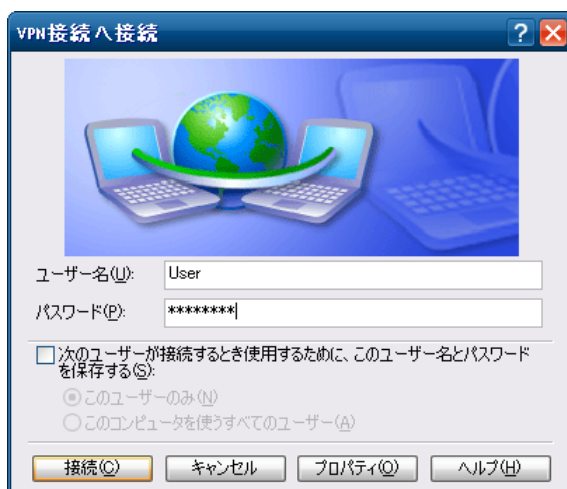 VPN接続 へ接続
ユーザー名(U):
User
パスワード(P):
********
次のユーザーが接続するとき使用するために、このユーザー名とパスワード
を保存する(S):
このユーザーのみ(N)
このコンピュータを使うすべてのユーザー(A)
接続(C)
キャンセル
プロパティ(O)
ヘルプ(H)